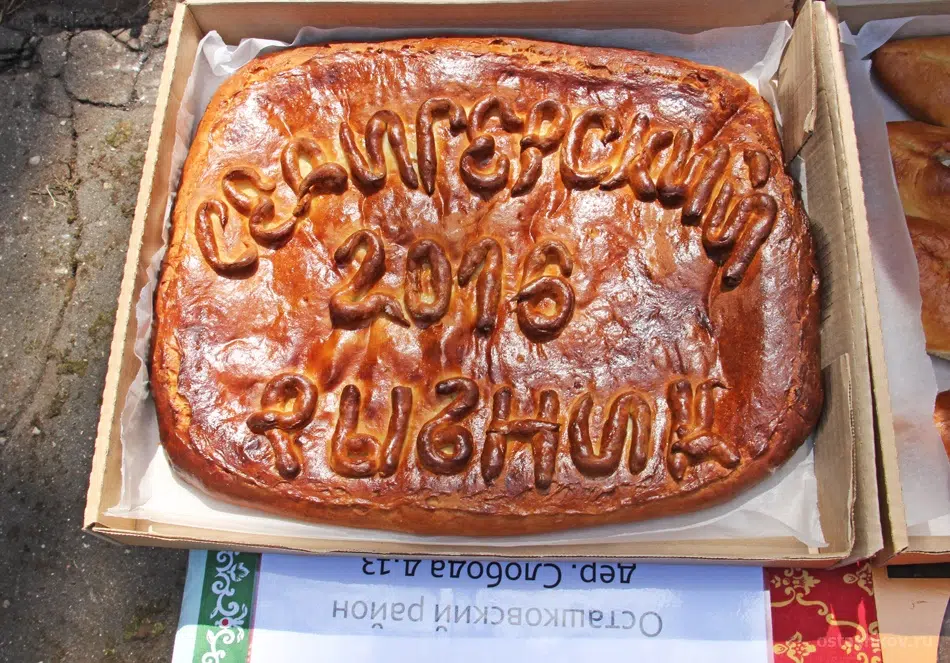 СЕЛИГЕРСКИЙ
2016
РЫБНИК
Осташковский район
дер. Слобода д.13
ostashkov.ru